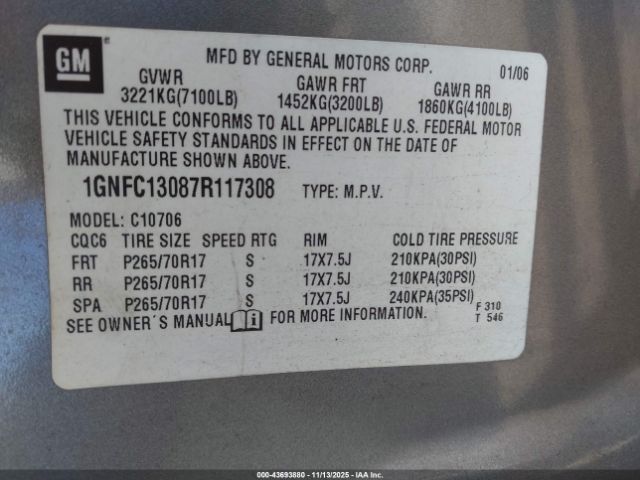 GM
MFD BY GENERAL MOTORS CORP. 01/06
GVWR GAWR FRT GAWR RR
3221KG(7100LB) 1452KG(3200LB) 1860KG(4100LB)
THIS VEHICLE CONFORMS TO ALL APPLICABLE U.S. FEDERAL MOTOR
VEHICLE SAFETY STANDARDS IN EFFECT ON THE DATE OF
MANUFACTURE SHOWN ABOVE.
1GNFC13087R117308 TYPE: M.P.V.
MODEL: C10706
CQC6 TIRE SIZE SPEED RTG RIM COLD TIRE PRESSURE
FRT P265/70R17 S 17X7.5J 210KPA(30PSI)
RR P265/70R17 S 17X7.5J 210KPA(30PSI)
SPA P265/70R17 S 17X7.5J 240KPA(35PSI)
SEE OWNER´S MANUAL i FOR MORE INFORMATION.
F 310
T 546
000-43693880 - 11/13/2025 - IAAI.COM